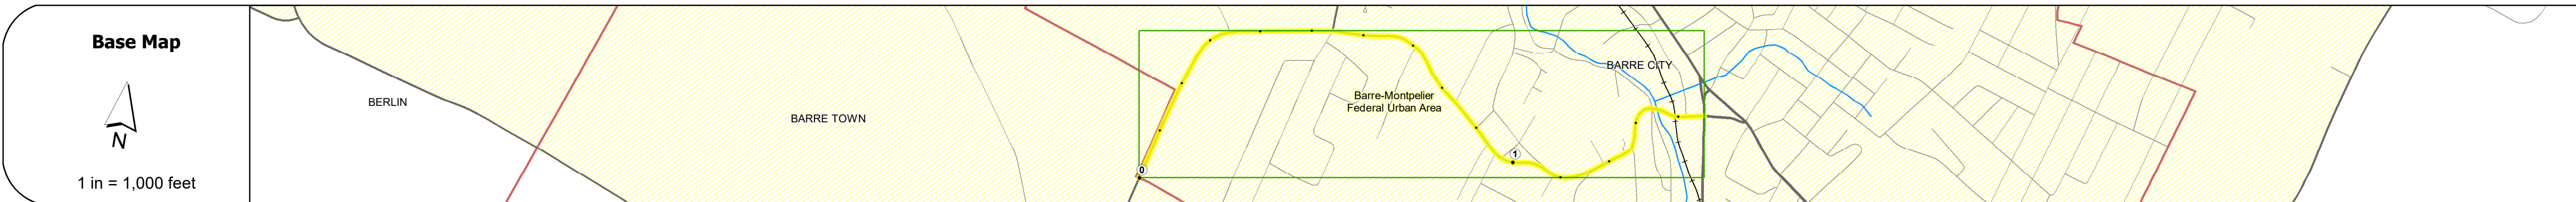 Base Map
N
1 in = 1,000 feet
BERLIN
BARRE TOWN
0
Barre-Montpelier
Federal Urban Area
1
BARRE CITY